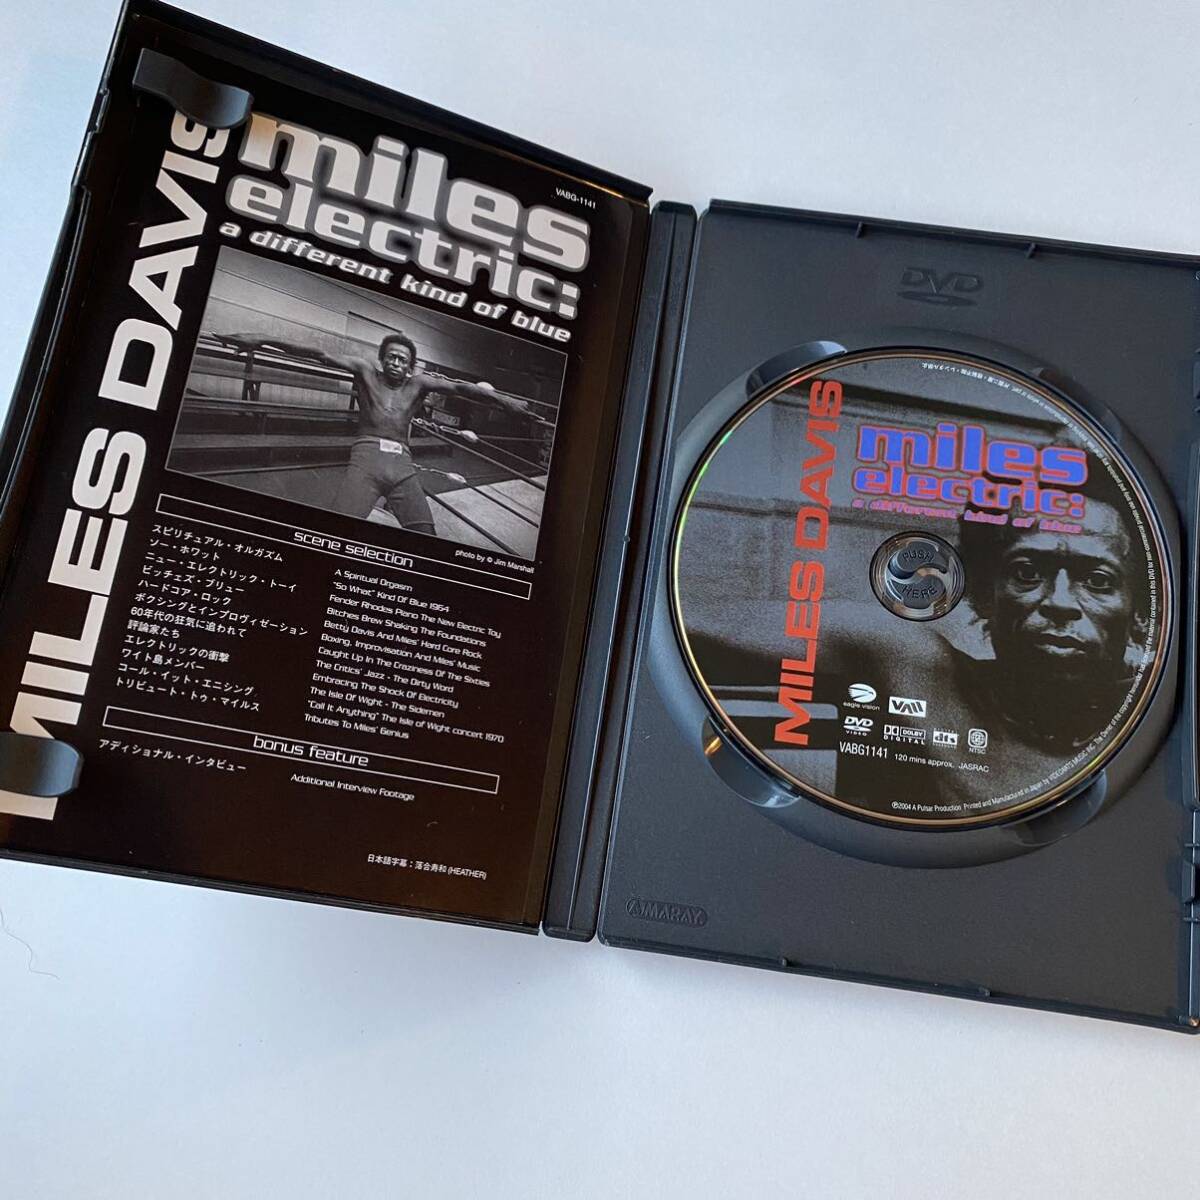 MILES DAVIS
miles
electric:
a different kind of blue
VABG-1141
photo by © Jim Marshall
scene selection
スピリチュアル・オルガズム
ソー・ホワット
ニュー・エレクトリック・トーイ
ビッチェズ・ブリュー
ハードコア・ロック
ボクシングとインプロヴィゼーション
60年代の狂気に追われて
評論家たち
エレクトリックの衝撃
ワイト島メンバー
コール・イット・エニシング
トリビュート・トゥ・マイルス
A Spiritual Orgasm
"So What" Kind Of Blue 1964
Fender Rhodes Piano The New Electric Toy
Bitches Brew Shaking The Foundations
Betty Davis And Miles' Hard Core Rock
Boxing, Improvisation And Miles' Music
Caught Up In The Craziness Of The Sixties
The Critics' Jazz - The Dirty Word
Embracing The Shock Of Electricity
The Isle Of Wight - The Sidemen
"Call It Anything" The Isle of Wight concert 1970
Tributes To Miles' Genius
bonus feature
アディショナル・インタビュー
Additional Interview Footage
日本語字幕：落合寿和 (HEATHER)
DVD
MILES DAVIS
miles
electric:
a different kind of blue
PUSH
HERE
eagle vision
DVD
VIDEO
DOLBY
DIGITAL
dts
NTSC
VABG1141
120 mins approx. JASRAC
℗2004 A Pulsar Production Printed and Manufactured in Japan by VIDEOARTS MUSIC INC.
AMARAY